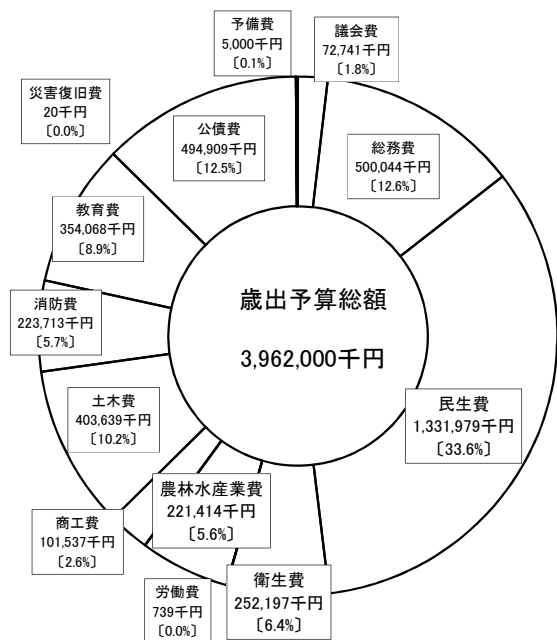 予備費
5,000千円
〔0.1%〕
議会費
72,741千円
〔1.8%〕
総務費
500,044千円
〔12.6%〕
民生費
1,331,979千円
〔33.6%〕
衛生費
252,197千円
〔6.4%〕
労働費
739千円
〔0.0%〕
農林水産業費
221,414千円
〔5.6%〕
商工費
101,537千円
〔2.6%〕
土木費
403,639千円
〔10.2%〕
消防費
223,713千円
〔5.7%〕
教育費
354,068千円
〔8.9%〕
災害復旧費
20千円
〔0.0%〕
公債費
494,909千円
〔12.5%〕
歳出予算総額
3,962,000千円